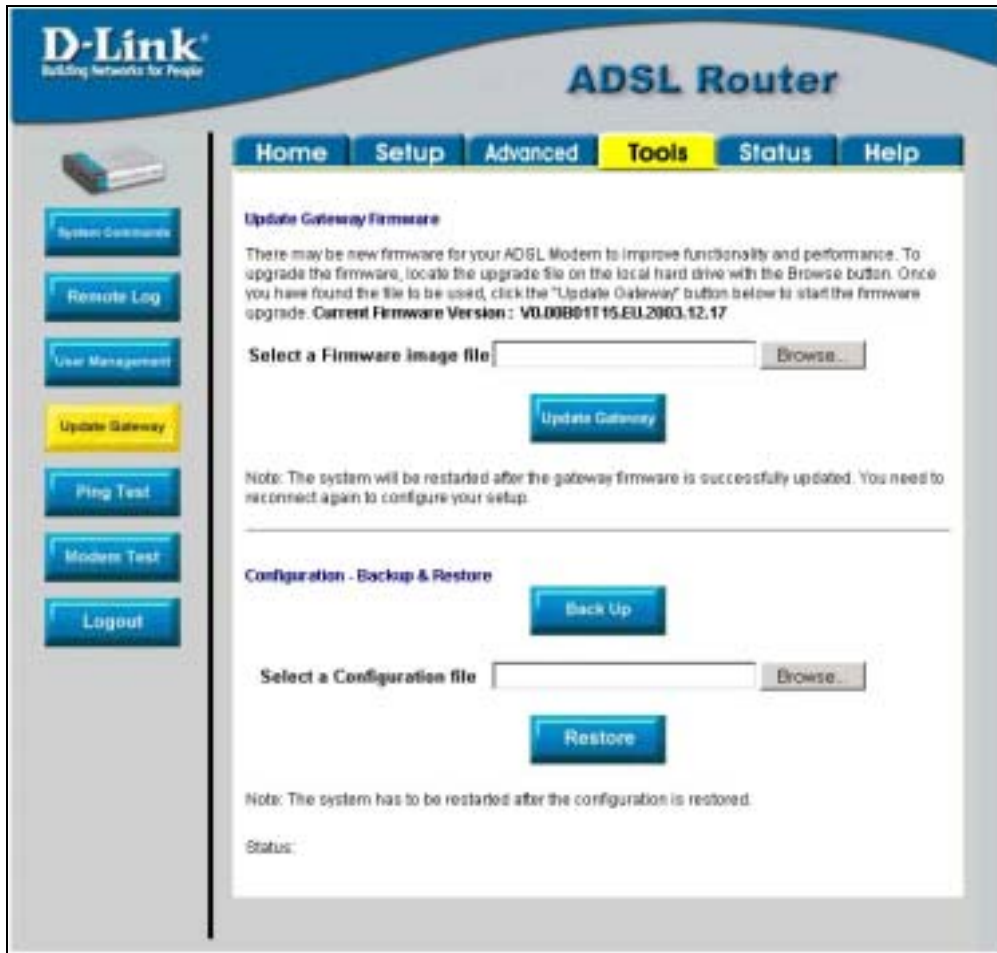 D-Link
Building Networks for People
ADSL Router
Home
Setup
Advanced
Tools
Status
Help
System Commands
Remote Log
User Management
Update Gateway
Ping Test
Modem Test
Logout
Update Gateway Firmware
There may be new firmware for your ADSL Modem to improve functionality and performance. To
upgrade the firmware, locate the upgrade file on the local hard drive with the Browse button. Once
you have found the file to be used, click the "Update Gateway" button below to start the firmware
upgrade. Current Firmware Version : V0.00B01T15.EU.2003.12.17
Select a Firmware image file
Browse...
Update Gateway
Note: The system will be restarted after the gateway firmware is successfully updated. You need to
reconnect again to configure your setup.
Configuration - Backup & Restore
Back Up
Select a Configuration file
Browse...
Restore
Note: The system has to be restarted after the configuration is restored.
Status: